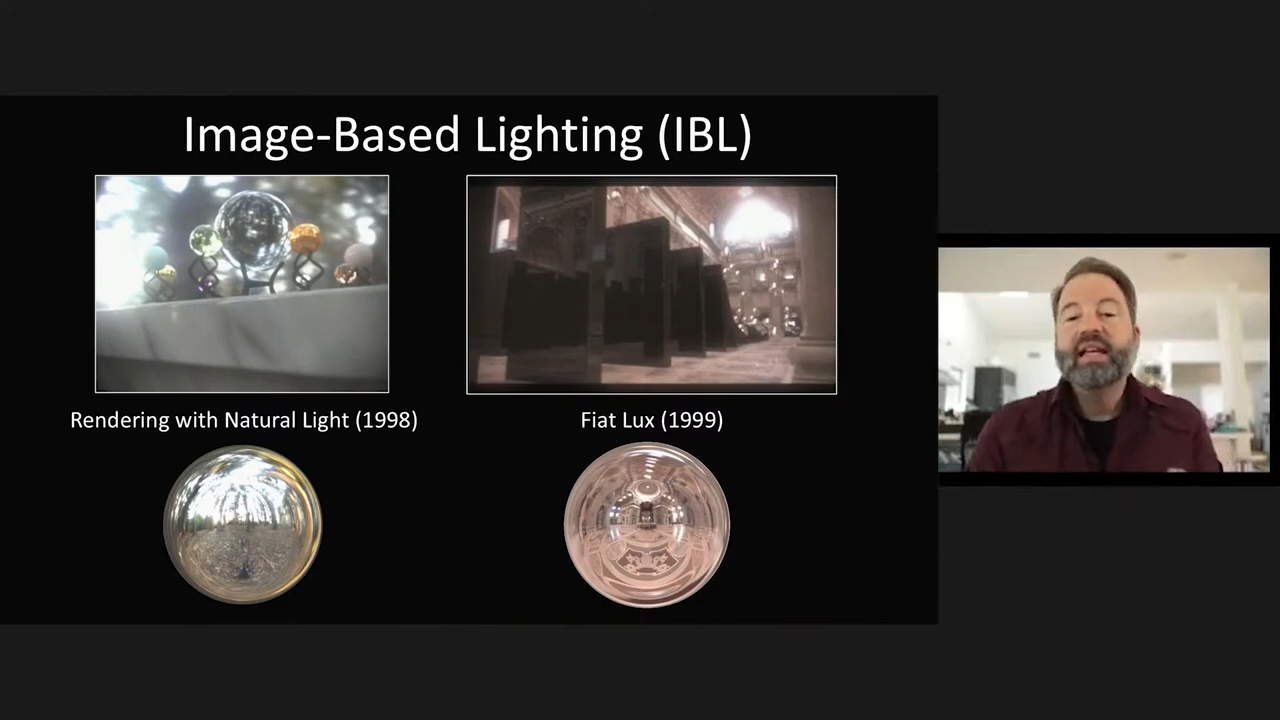 Image-Based Lighting (IBL)
Rendering with Natural Light (1998)
Fiat Lux (1999)